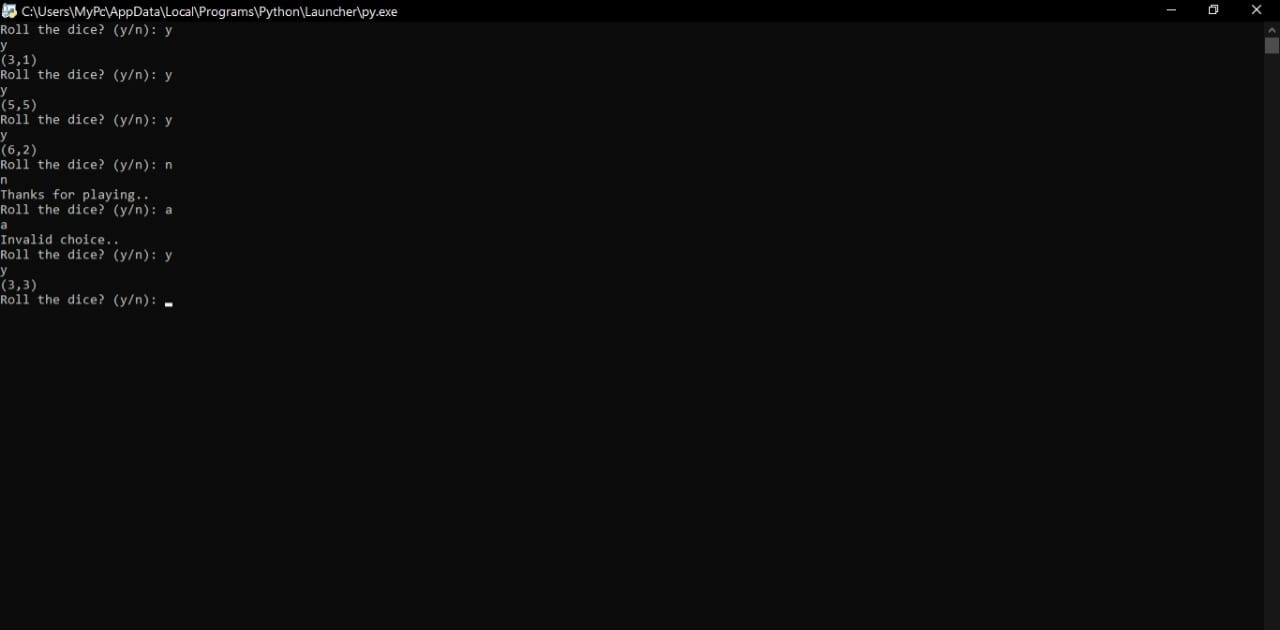 C:\Users\MyPc\AppData\Local\Programs\Python\Launcher\py.exe
Roll the dice? (y/n): y
y
(3,1)
Roll the dice? (y/n): y
y
(5,5)
Roll the dice? (y/n): y
y
(6,2)
Roll the dice? (y/n): n
n
Thanks for playing..
Roll the dice? (y/n): a
a
Invalid choice..
Roll the dice? (y/n): y
y
(3,3)
Roll the dice? (y/n):